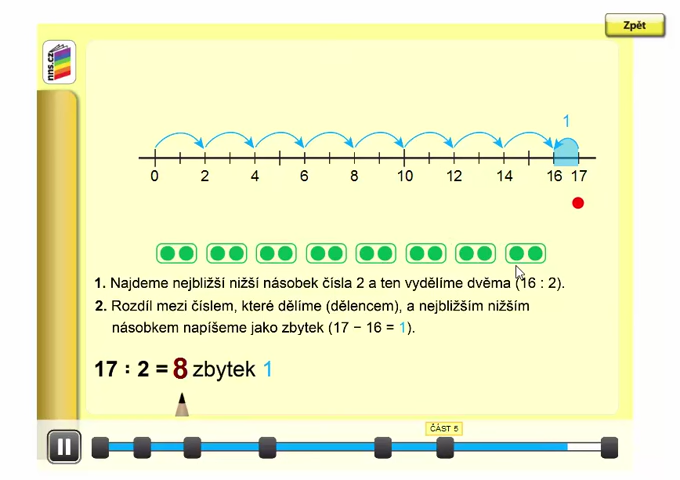 Zpět
nns.cz
1
0 2 4 6 8 10 12 14 16 17
1. Najdeme nejbližší nižší násobek čísla 2 a ten vydělíme dvěma (16 : 2).
2. Rozdíl mezi číslem, které dělíme (dělencem), a nejbližším nižším
násobkem napíšeme jako zbytek (17 − 16 = 1).
17 : 2 = 8 zbytek 1
ČÁST 5